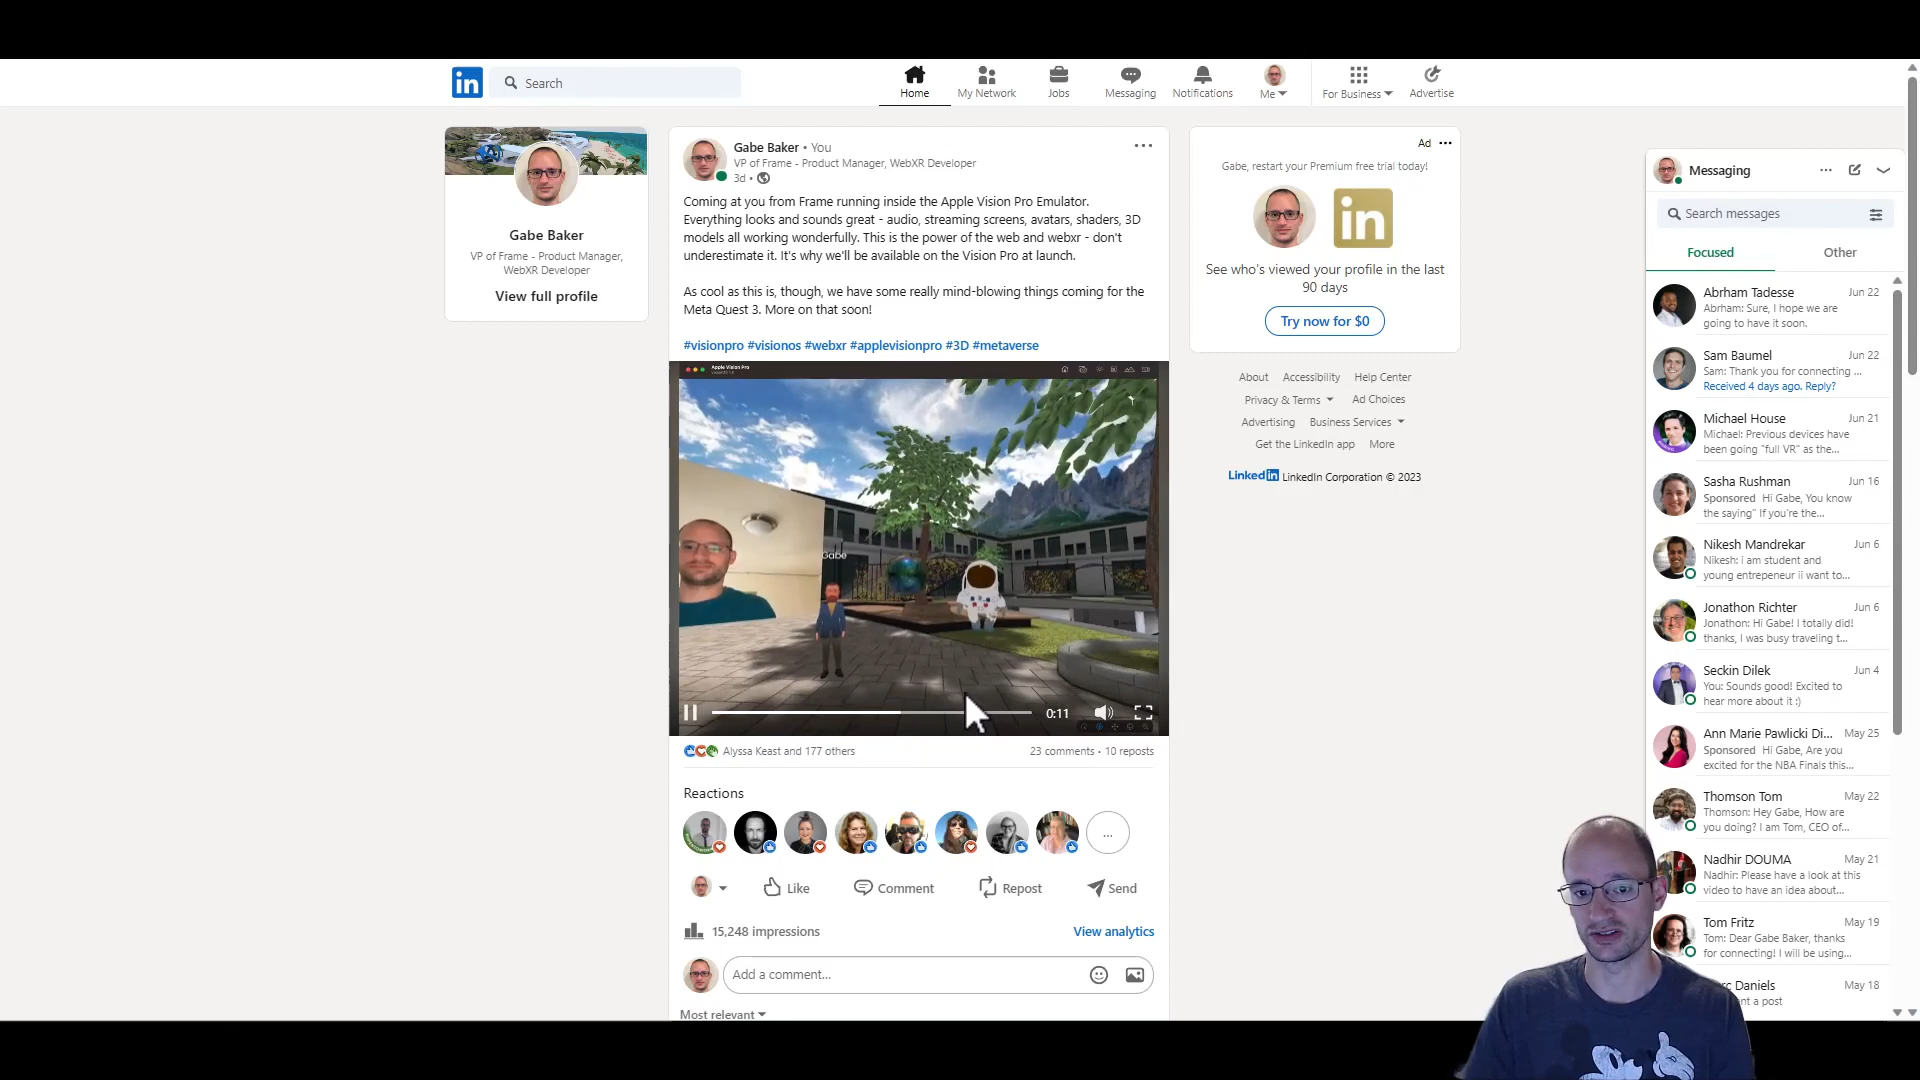 in
Search
Home
My Network
Jobs
Messaging
Notifications
Me
For Business
Advertise
Gabe Baker
VP of Frame - Product Manager,
WebXR Developer
View full profile
Gabe Baker • You
VP of Frame - Product Manager, WebXR Developer
3d •
Coming at you from Frame running inside the Apple Vision Pro Emulator.
Everything looks and sounds great - audio, streaming screens, avatars, shaders, 3D
models all working wonderfully. This is the power of the web and webxr - don't
underestimate it. It's why we'll be available on the Vision Pro at launch.
As cool as this is, though, we have some really mind-blowing things coming for the
Meta Quest 3. More on that soon!
#visionpro #visionos #webxr #applevisionpro #3D #metaverse
Apple Vision Pro
Gabe
0:11
Alyssa Keast and 177 others
23 comments • 10 reposts
Reactions
...
Like
Comment
Repost
Send
15,248 impressions
View analytics
Add a comment...
Most relevant
Ad
Gabe, restart your Premium free trial today!
in
See who's viewed your profile in the last
90 days
Try now for $0
About Accessibility Help Center
Privacy & Terms Ad Choices
Advertising Business Services
Get the LinkedIn app More
LinkedIn LinkedIn Corporation © 2023
Messaging
Search messages
Focused
Other
Abrham Tadesse Jun 22
Abrham: Sure, I hope we are
going to have it soon.
Sam Baumel Jun 22
Sam: Thank you for connecting ...
Received 4 days ago. Reply?
Michael House Jun 21
Michael: Previous devices have
been going "full VR" as the...
Sasha Rushman Jun 16
Sponsored Hi Gabe, You know
the saying" If you're the...
Nikesh Mandrekar Jun 6
Nikesh: i am student and
young entrepeneur ii want to...
Jonathon Richter Jun 6
Jonathon: Hi Gabe! I totally did!
thanks, I was busy traveling t...
Seckin Dilek Jun 4
You: Sounds good! Excited to
hear more about it :)
Ann Marie Pawlicki Di... May 25
Sponsored Hi Gabe, Are you
excited for the NBA Finals this...
Thomson Tom May 22
Thomson: Hey Gabe, How are
you doing? I am Tom, CEO of...
Nadhir DOUMA May 21
Nadhir: Please have a look at this
video to have an idea about...
Tom Fritz May 19
Tom: Dear Gabe Baker, thanks
for connecting! I will be using...
Daniels May 18
a post